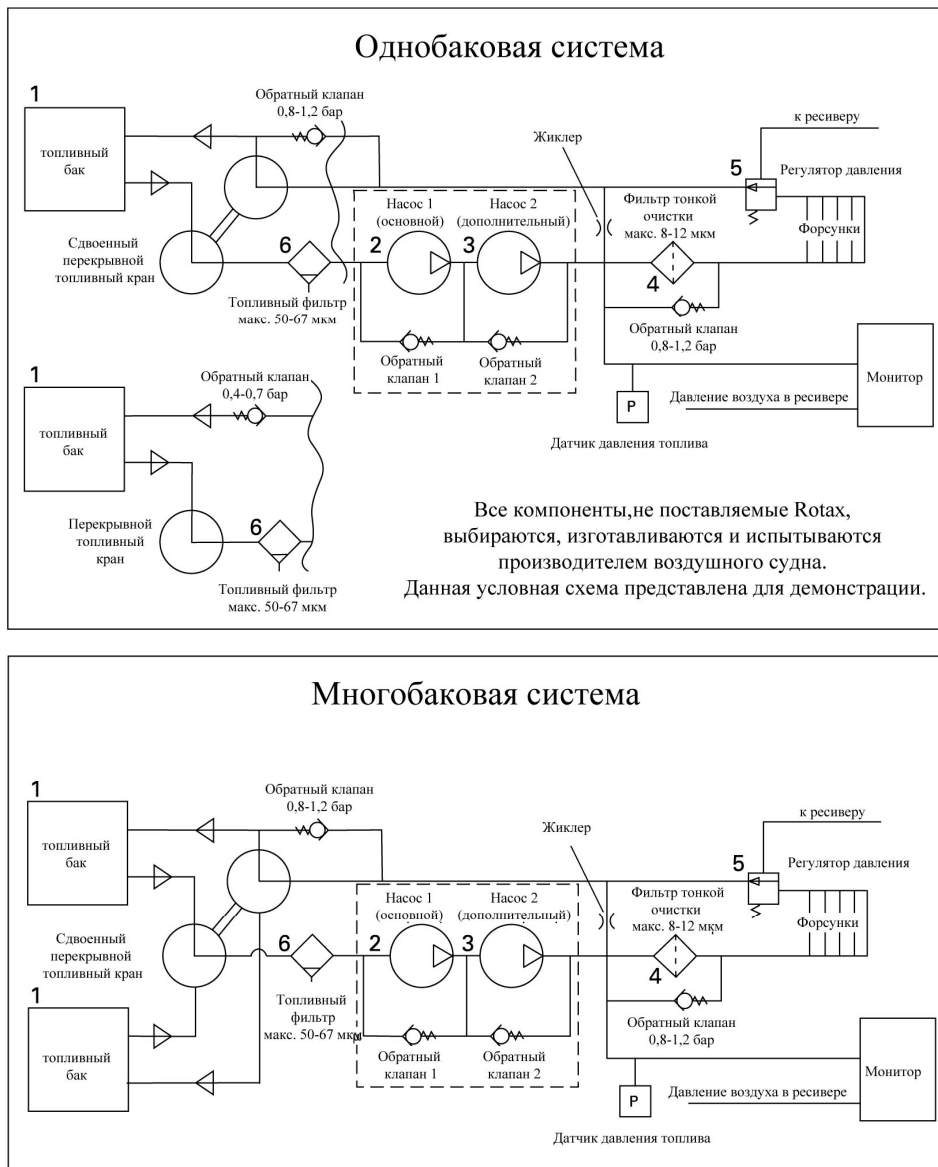 Однобаковая система
1
топливный
бак
Обратный клапан
0,8-1,2 бар
к ресиверу
Жиклер
5
Регулятор давления
Сдвоенный
перекрывной
топливный кран
6
Топливный фильтр
макс. 50-67 мкм
2
Насос 1
(основной)
3
Насос 2
(дополнительный)
Фильтр тонкой
очистки
макс. 8-12 мкм
4
Форсунки
Обратный
клапан 1
Обратный
клапан 2
Обратный клапан
0,8-1,2 бар
Монитор
P
Давление воздуха в ресивере
Датчик давления топлива
1
топливный
бак
Обратный клапан
0,4-0,7 бар
Перекрывной
топливный
кран
6
Топливный фильтр
макс. 50-67 мкм
Все компоненты,не поставляемые Rotax,
выбираются, изготавливаются и испытываются
производителем воздушного судна.
Данная условная схема представлена для демонстрации.
Многобаковая система
1
топливный
бак
Обратный клапан
0,8-1,2 бар
к ресиверу
Жиклер
5
Регулятор давления
Сдвоенный
перекрывной
топливный кран
6
Топливный
фильтр
макс. 50-67 мкм
2
Насос 1
(основной)
3
Насос 2
(дополнительный)
Фильтр тонкой
очистки
макс. 8-12 мкм
4
Форсунки
1
топливный
бак
Обратный
клапан 1
Обратный
клапан 2
Обратный клапан
0,8-1,2 бар
Монитор
P
Давление воздуха в ресивере
Датчик давления топлива